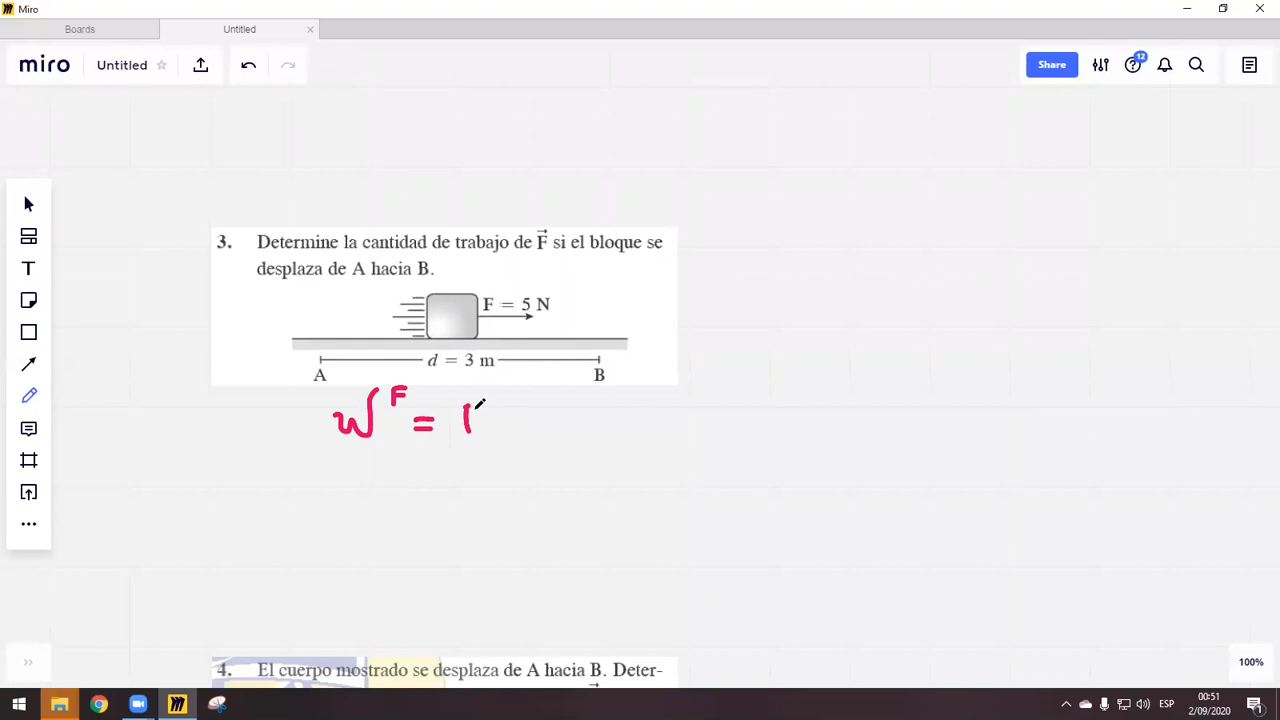 Miro
Boards
Untitled
miro
Untitled
Share
12
3. Determine la cantidad de trabajo de F⃗ si el bloque se
desplaza de A hacia B.
F = 5 N
d = 3 m
A
B
W^F =
4. El cuerpo mostrado se desplaza de A hacia B. Deter-
100%
ESP
00:51
2/09/2020
1